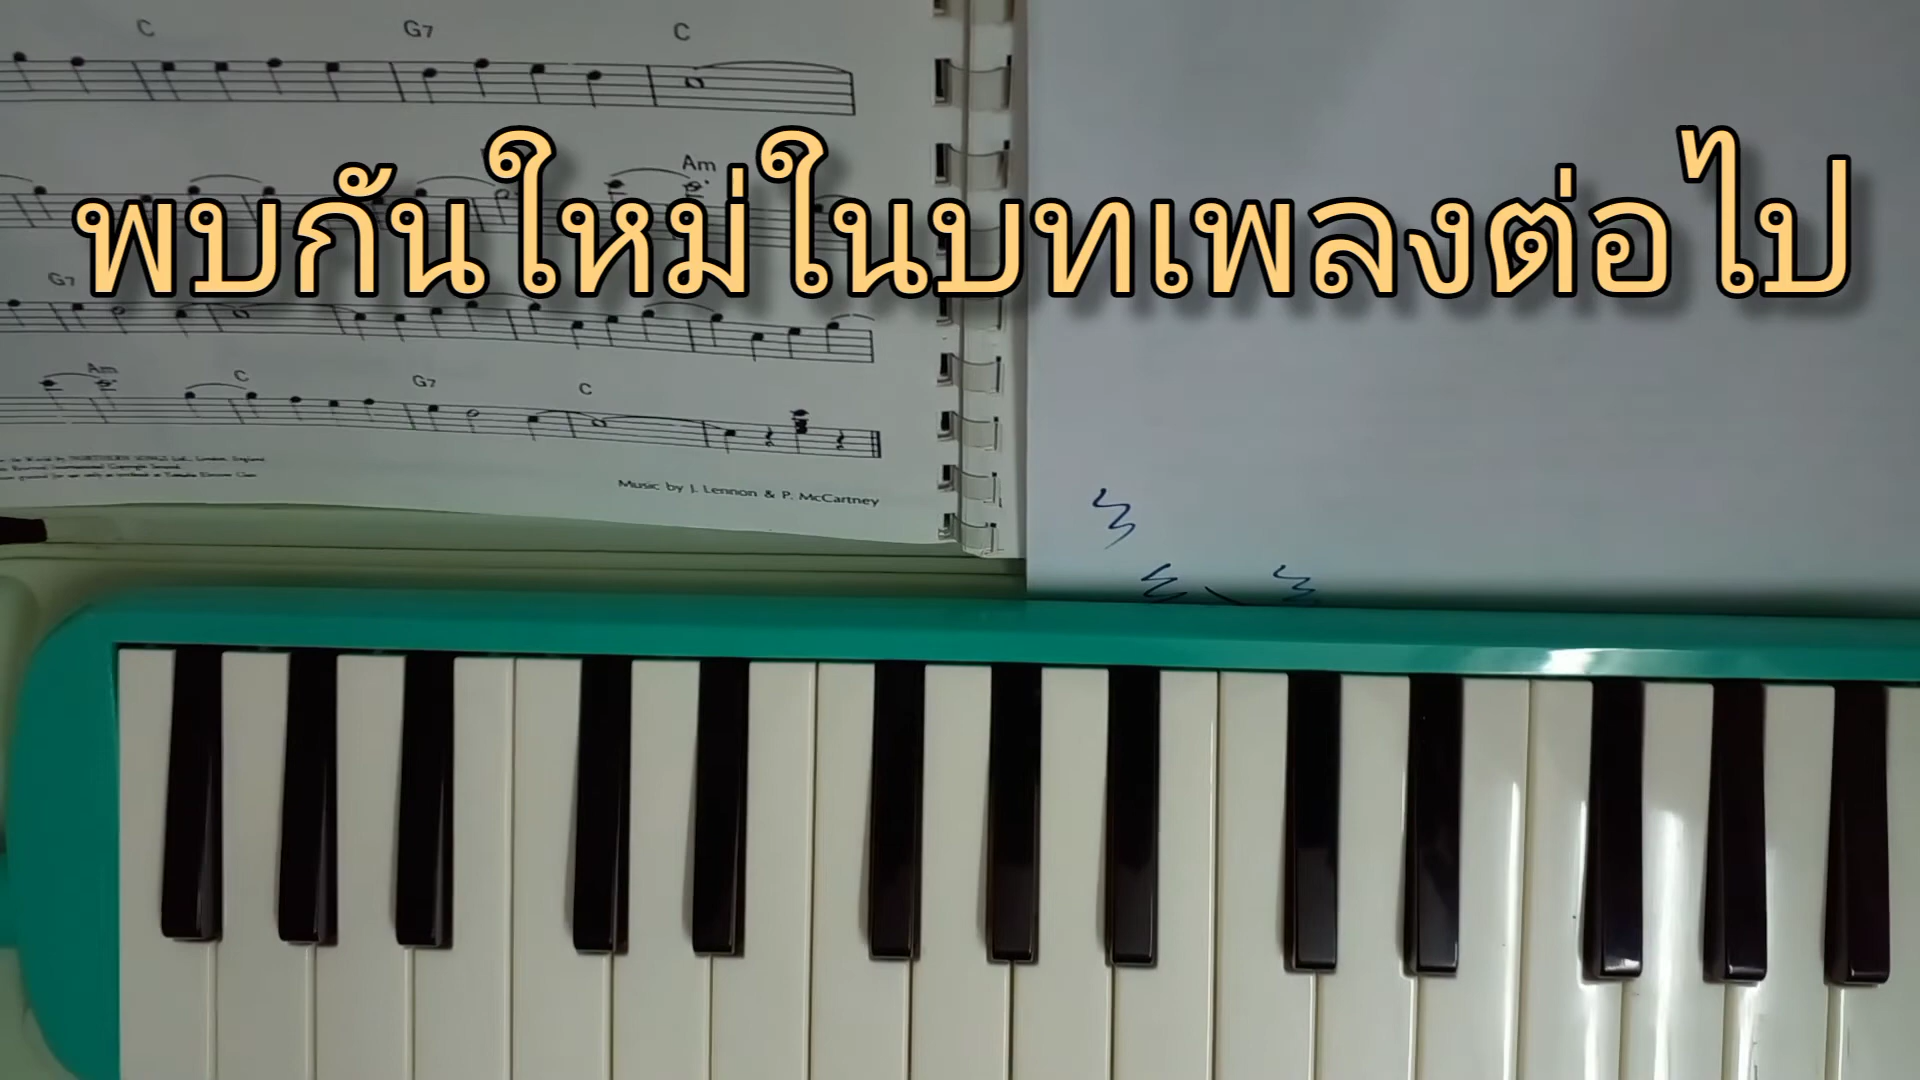 C G7 C
Am
พบกันใหม่ในบทเพลงต่อไป
G7
Am C G7 C
Music by J. Lennon & P. McCartney